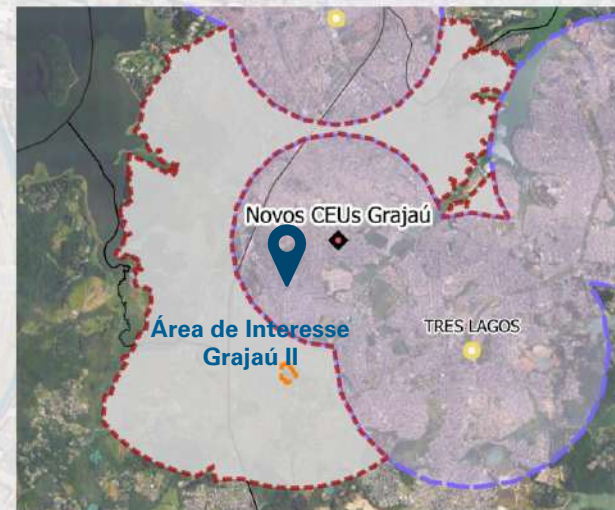 Novos CEUs Grajaú
Área de Interesse
Grajaú II
TRES LAGOS